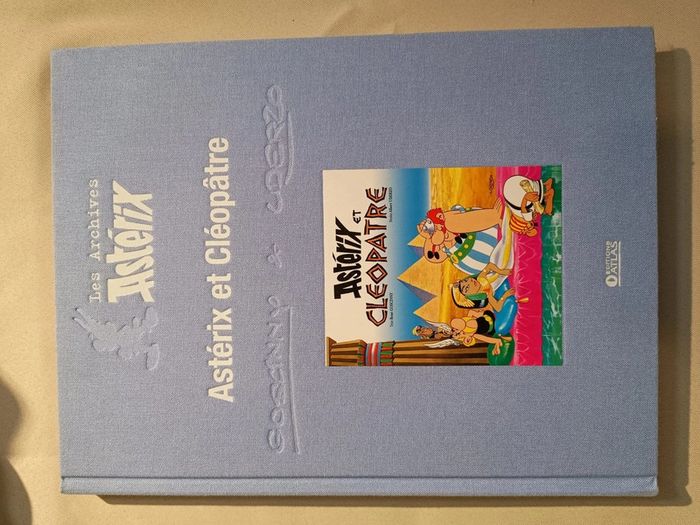 Les Archives
Astérix
Astérix et Cléopâtre
GOSCINNY & UDERZO
Astérix
ET
CLÉOPATRE
ÉDITIONS
ATLAS